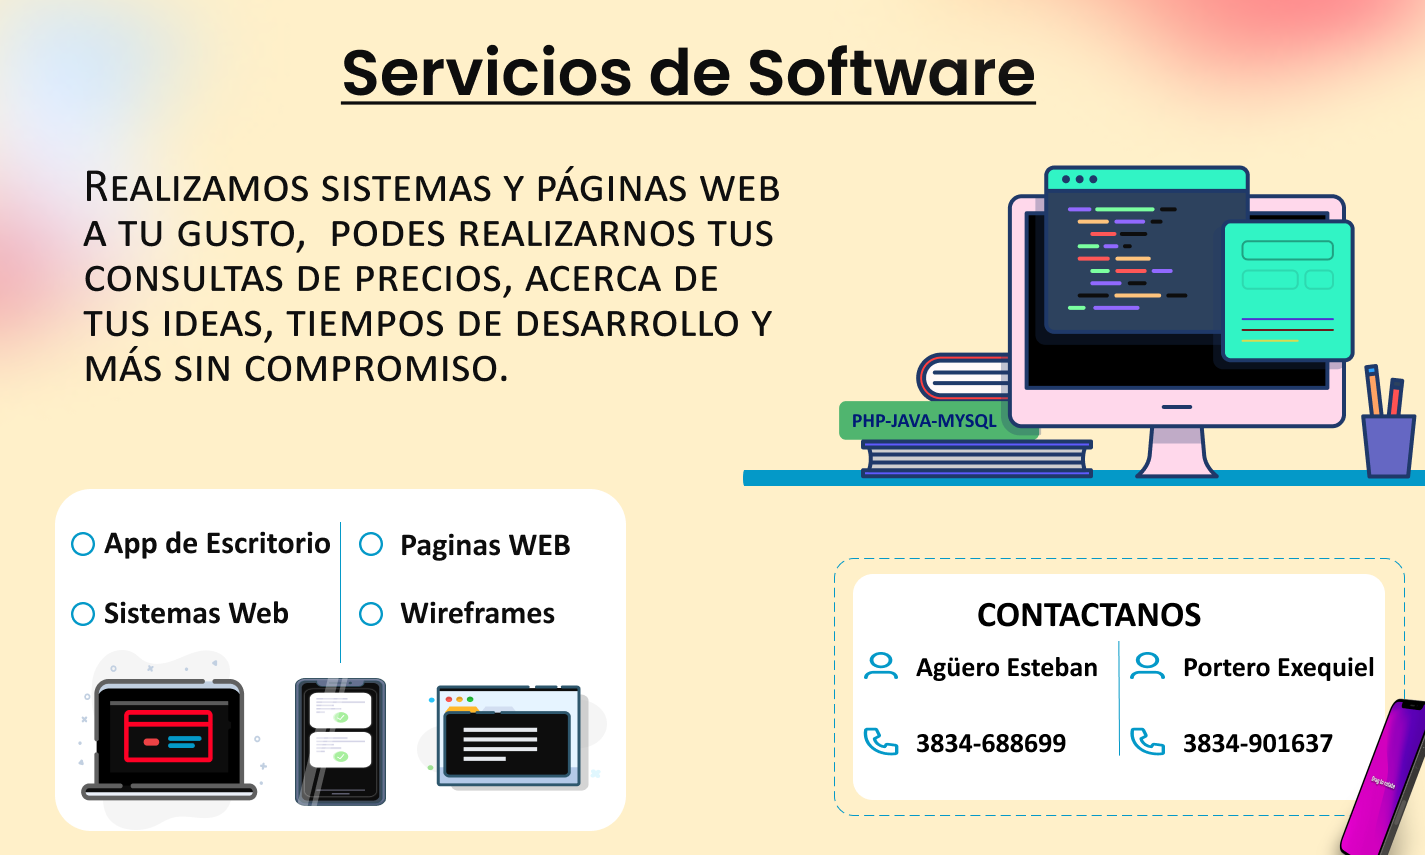 Servicios de Software
REALIZAMOS SISTEMAS Y PÁGINAS WEB
A TU GUSTO, PODES REALIZARNOS TUS
CONSULTAS DE PRECIOS, ACERCA DE
TUS IDEAS, TIEMPOS DE DESARROLLO Y
MÁS SIN COMPROMISO.
PHP-JAVA-MYSQL
App de Escritorio
Paginas WEB
Sistemas Web
Wireframes
CONTACTANOS
Agüero Esteban
Portero Exequiel
3834-688699
3834-901637